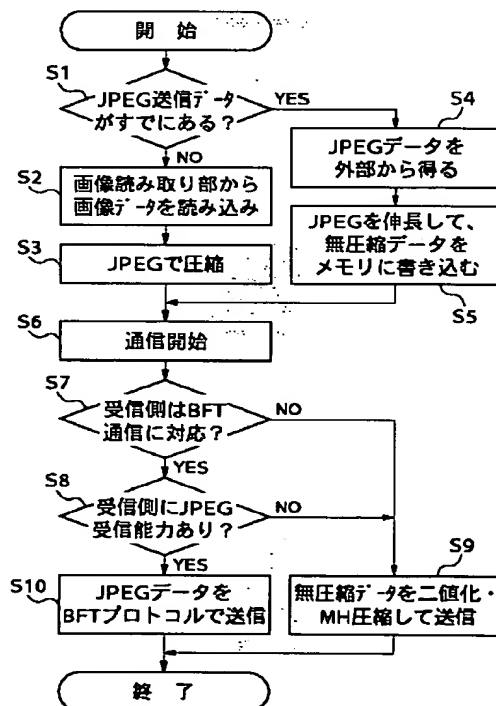 開 始
S1
JPEG送信データ
がすでにある?
YES
NO
S4
JPEGデータを
外部から得る
S2
画像読み取り部から
画像データを読み込み
S3
JPEGで圧縮
JPEGを伸長して、
無圧縮データを
メモリに書き込む
S5
S6
通信開始
S7
受信側はBFT
通信に対応?
NO
YES
S8
受信側にJPEG
受信能力あり?
NO
YES
S9
無圧縮データを二値化・
MH圧縮して送信
S10
JPEGデータを
BFTプロトコルで送信
終 了